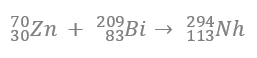 ⁷⁰₃₀Zn + ²⁰⁹₈₃Bi → ²⁹⁴₁₁₃Nh